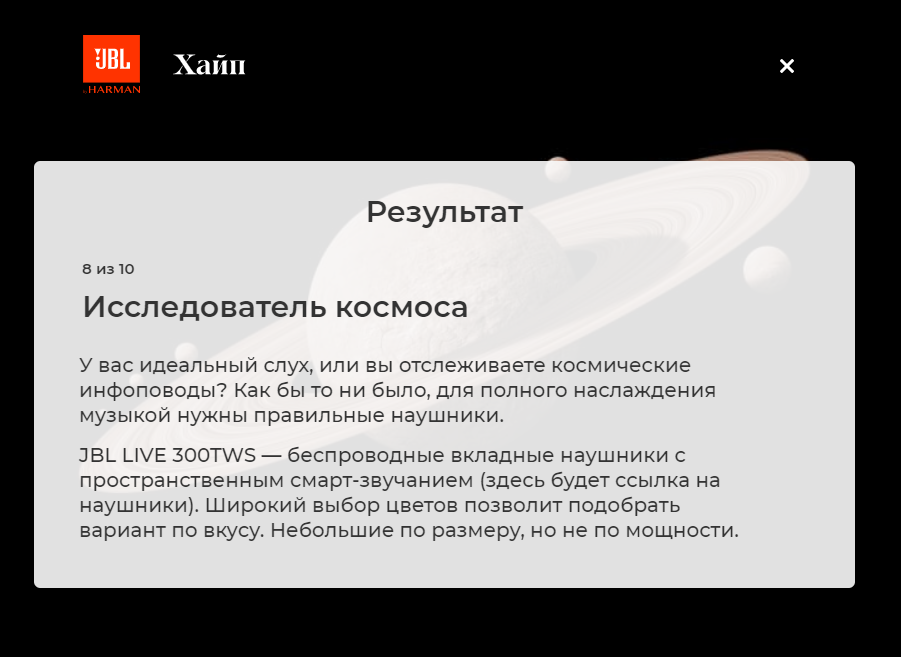 JBL
by HARMAN
Хайп
Результат
8 из 10
Исследователь космоса
У вас идеальный слух, или вы отслеживаете космические
инфоповоды? Как бы то ни было, для полного наслаждения
музыкой нужны правильные наушники.
JBL LIVE 300TWS — беспроводные вкладные наушники с
пространственным смарт-звучанием (здесь будет ссылка на
наушники). Широкий выбор цветов позволит подобрать
вариант по вкусу. Небольшие по размеру, но не по мощности.